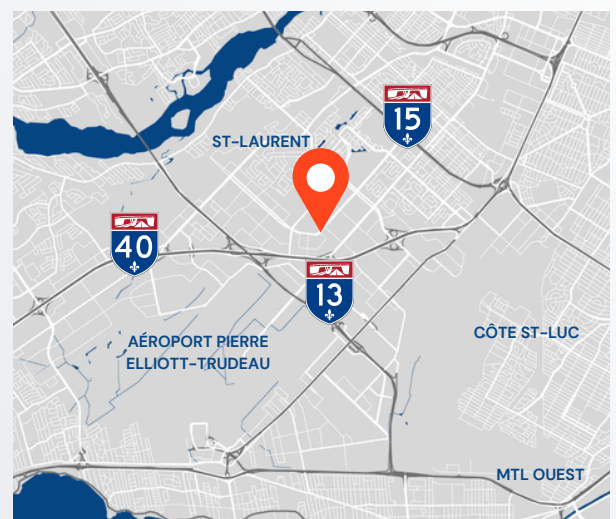 15
ST-LAURENT
40
13
AÉROPORT PIERRE
ELLIOTT-TRUDEAU
CÔTE ST-LUC
MTL OUEST